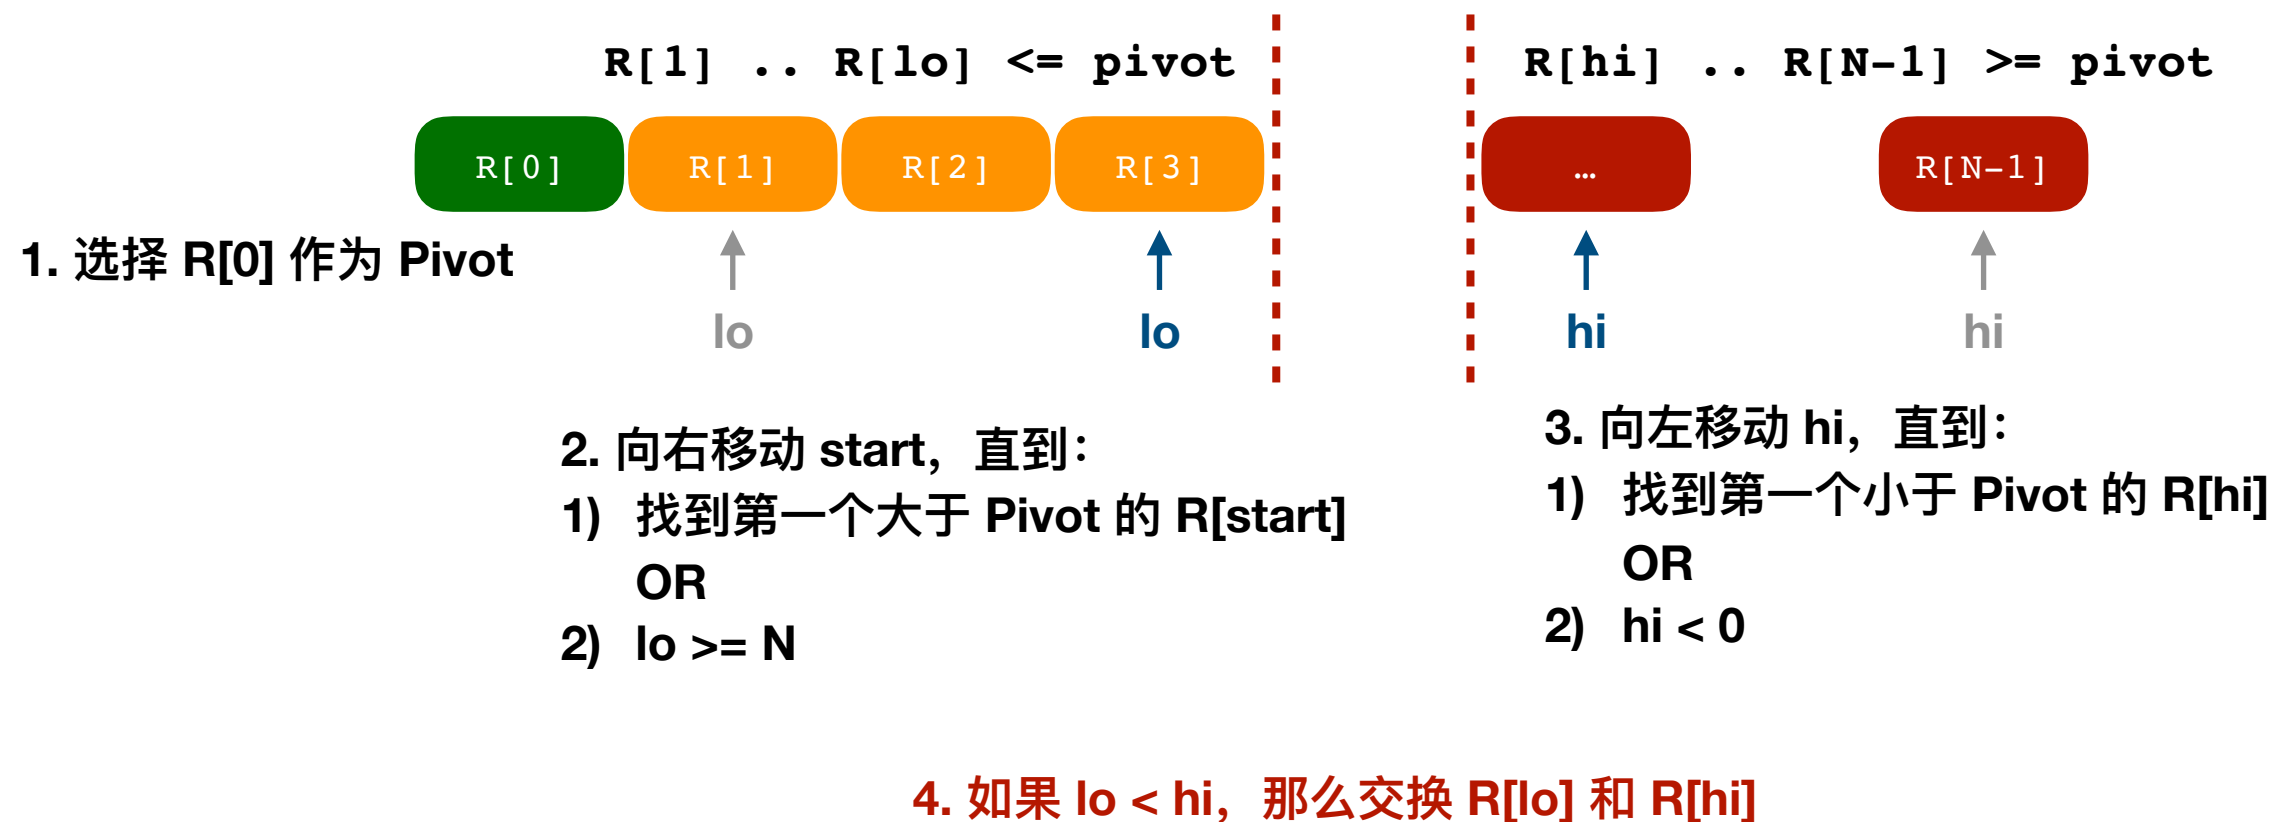 R[1] .. R[lo] <= pivot
R[hi] .. R[N-1] >= pivot
R[0]
R[1]
R[2]
R[3]
…
R[N-1]
1. 选择 R[0] 作为 Pivot
lo
lo
hi
hi
2. 向右移动 start，直到：
1) 找到第一个大于 Pivot 的 R[start]
OR
2) lo >= N
3. 向左移动 hi，直到：
1) 找到第一个小于 Pivot 的 R[hi]
OR
2) hi < 0
4. 如果 lo < hi，那么交换 R[lo] 和 R[hi]